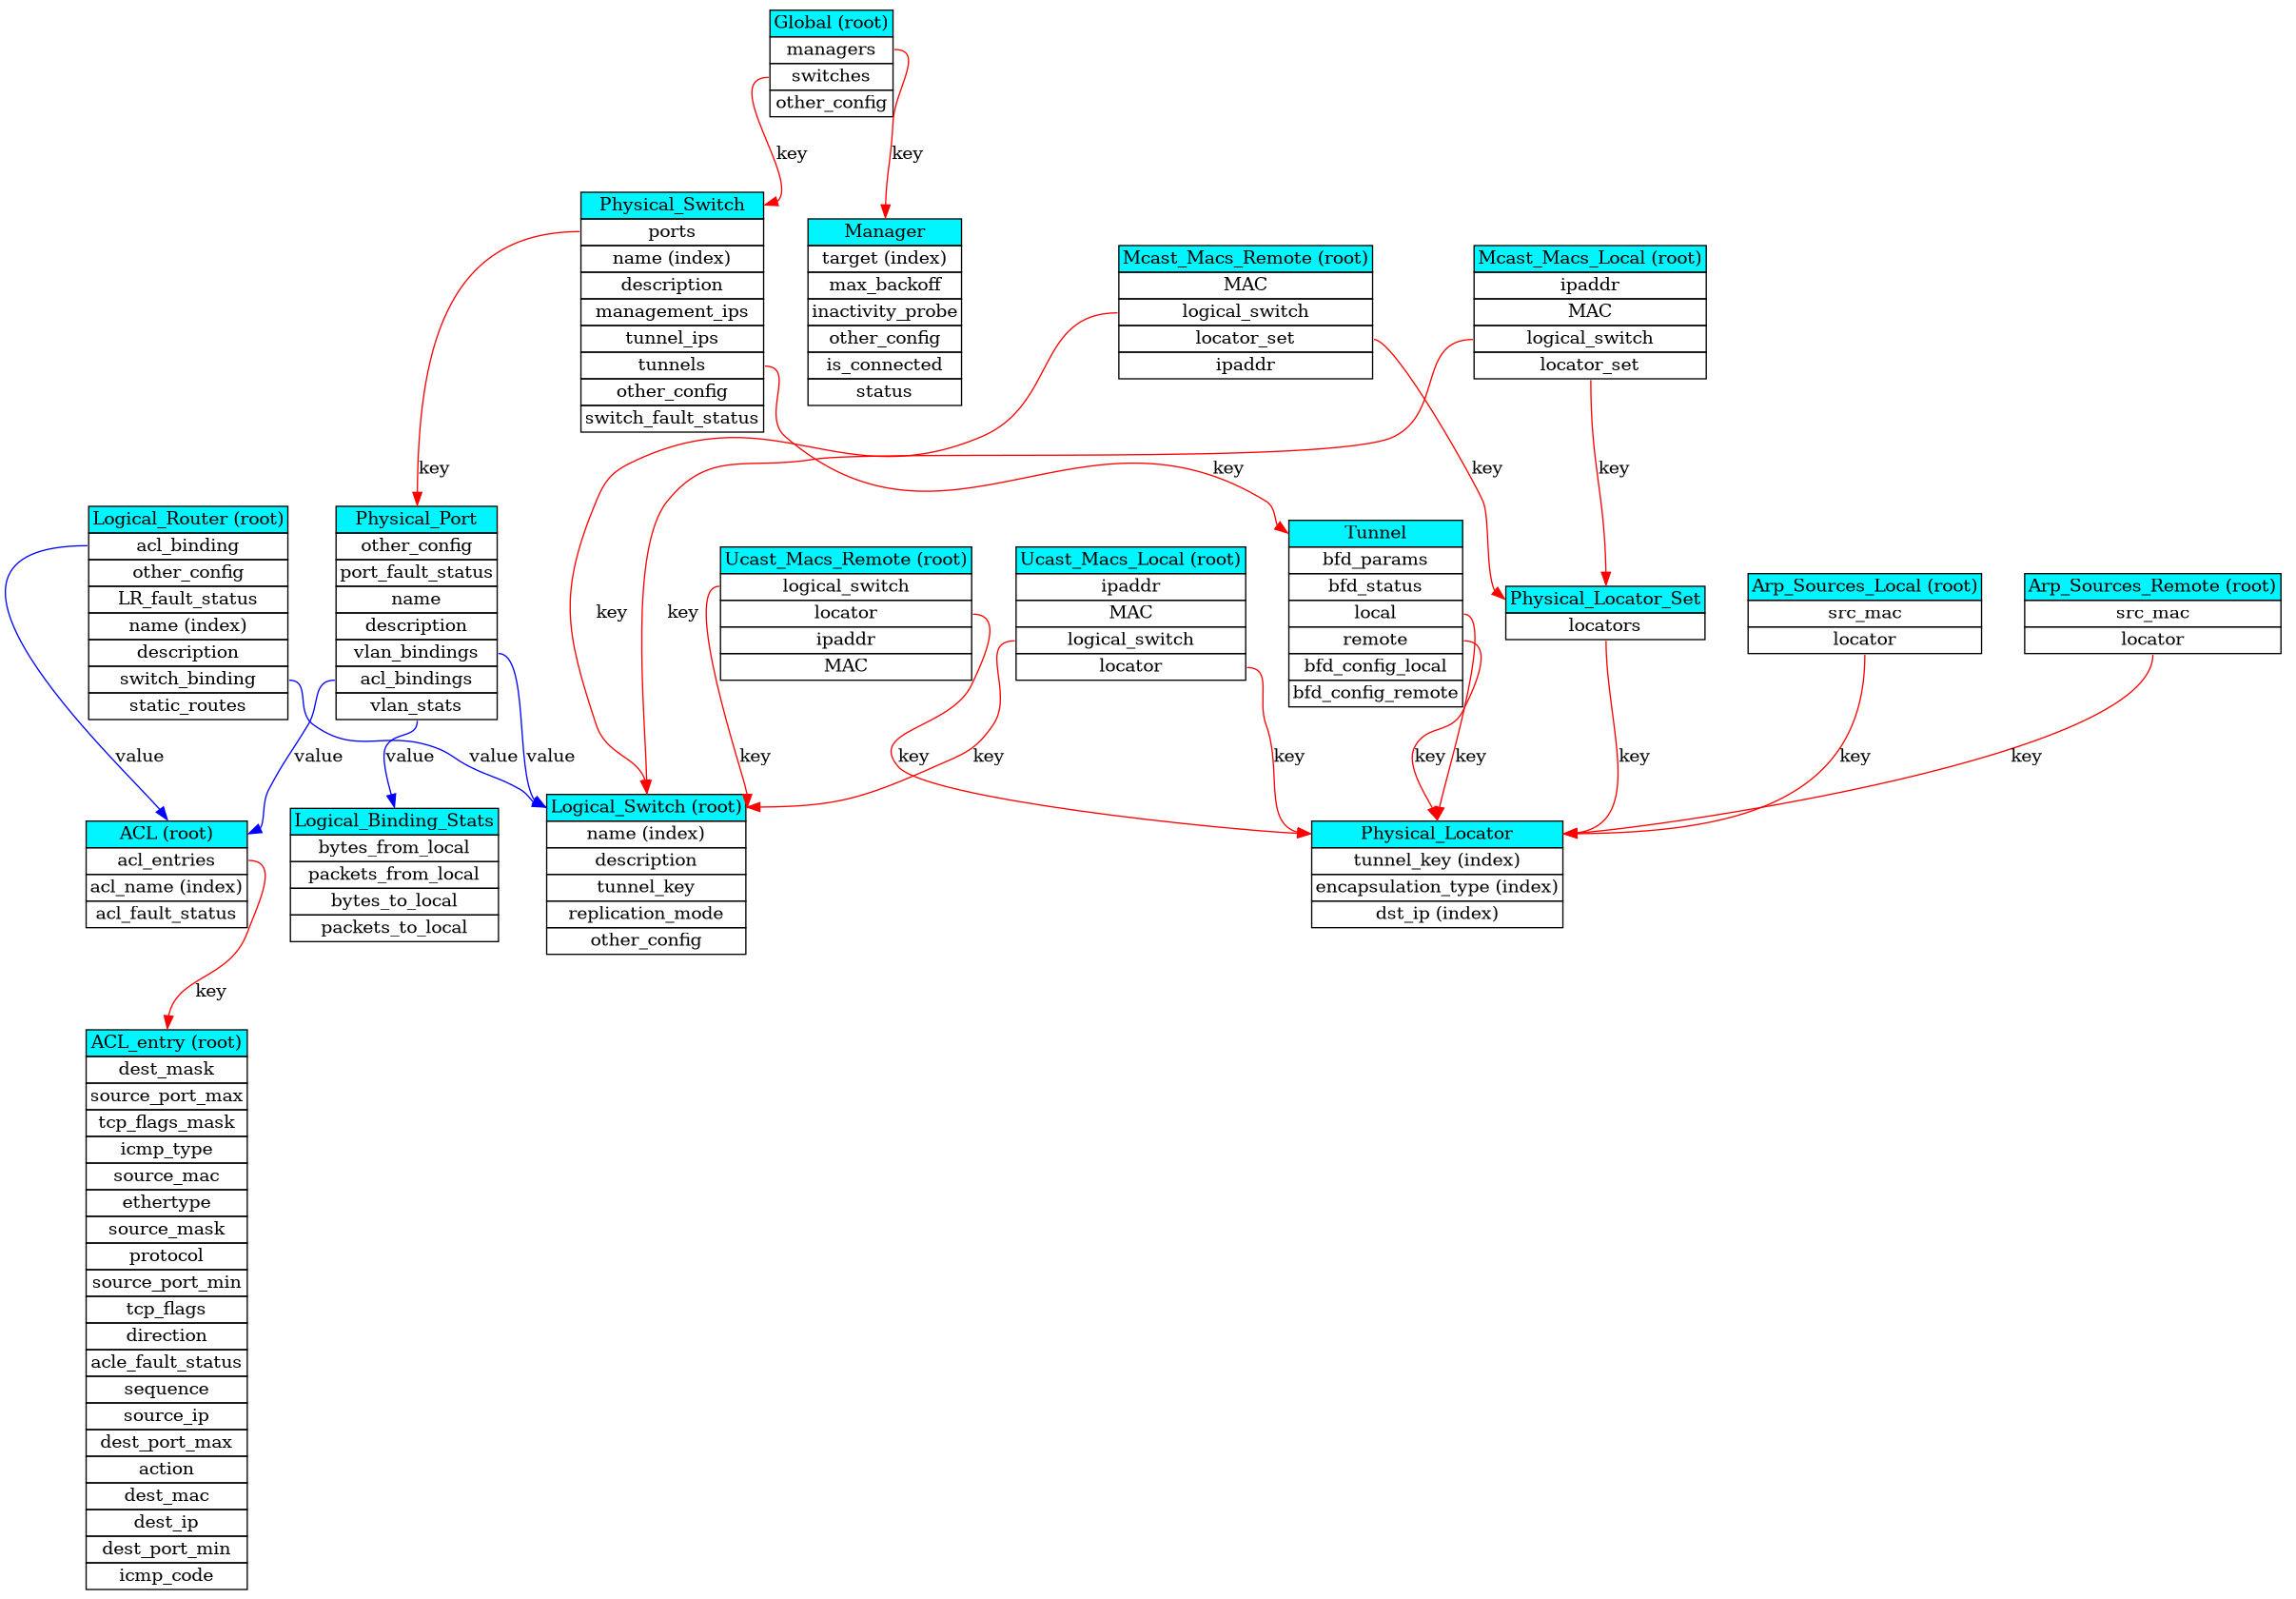 Global (root)
managers
switches
other_config
key
key
Physical_Switch
ports
name (index)
description
management_ips
tunnel_ips
tunnels
other_config
switch_fault_status
Manager
target (index)
max_backoff
inactivity_probe
other_config
is_connected
status
Mcast_Macs_Remote (root)
MAC
logical_switch
locator_set
ipaddr
Mcast_Macs_Local (root)
ipaddr
MAC
logical_switch
locator_set
key
key
key
key
Logical_Router (root)
acl_binding
other_config
LR_fault_status
name (index)
description
switch_binding
static_routes
Physical_Port
other_config
port_fault_status
name
description
vlan_bindings
acl_bindings
vlan_stats
key
key
Ucast_Macs_Remote (root)
logical_switch
locator
ipaddr
MAC
Ucast_Macs_Local (root)
ipaddr
MAC
logical_switch
locator
Tunnel
bfd_params
bfd_status
local
remote
bfd_config_local
bfd_config_remote
Physical_Locator_Set
locators
Arp_Sources_Local (root)
src_mac
locator
Arp_Sources_Remote (root)
src_mac
locator
value
value
value
value
value
key
key
key
key
key
key
key
key
key
ACL (root)
acl_entries
acl_name (index)
acl_fault_status
Logical_Binding_Stats
bytes_from_local
packets_from_local
bytes_to_local
packets_to_local
Logical_Switch (root)
name (index)
description
tunnel_key
replication_mode
other_config
Physical_Locator
tunnel_key (index)
encapsulation_type (index)
dst_ip (index)
key
ACL_entry (root)
dest_mask
source_port_max
tcp_flags_mask
icmp_type
source_mac
ethertype
source_mask
protocol
source_port_min
tcp_flags
direction
acle_fault_status
sequence
source_ip
dest_port_max
action
dest_mac
dest_ip
dest_port_min
icmp_code